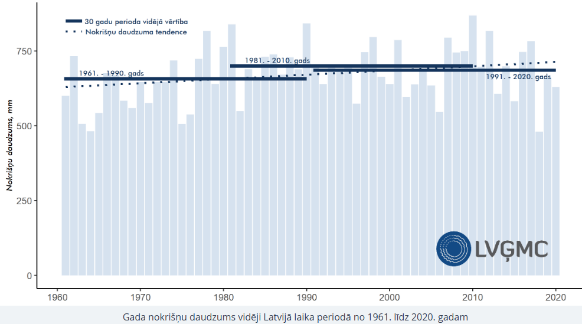 30 gadu perioda vidējā vērtība
Nokrišņu daudzuma tendence
750
1981. - 2010. gads
1961. - 1990. gads
1991. - 2020. gads
Nokrišņu daudzums, mm
500
250
LVĢMC
0
1960
1970
1980
1990
2000
2010
2020
Gada nokrišņu daudzums vidēji Latvijā laika periodā no 1961. līdz 2020. gadam